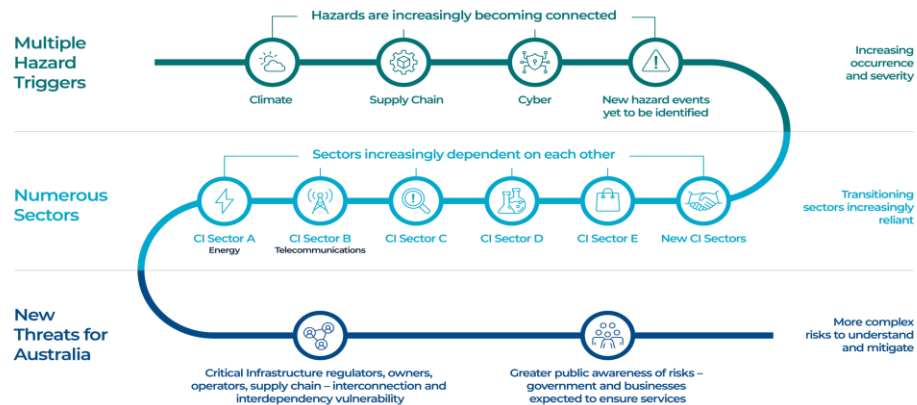 Hazards are increasingly becoming connected
Multiple
Hazard
Triggers
Climate
Supply Chain
Cyber
New hazard events
yet to be identified
Increasing
occurrence
and severity
Sectors increasingly dependent on each other
Numerous
Sectors
CI Sector A
Energy
CI Sector B
Telecommunications
CI Sector C
CI Sector D
CI Sector E
New CI Sectors
Transitioning
sectors increasingly
reliant
New
Threats for
Australia
Critical Infrastructure regulators, owners,
operators, supply chain – interconnection and
interdependency vulnerability
Greater public awareness of risks –
government and businesses
expected to ensure services
More complex
risks to understand
and mitigate